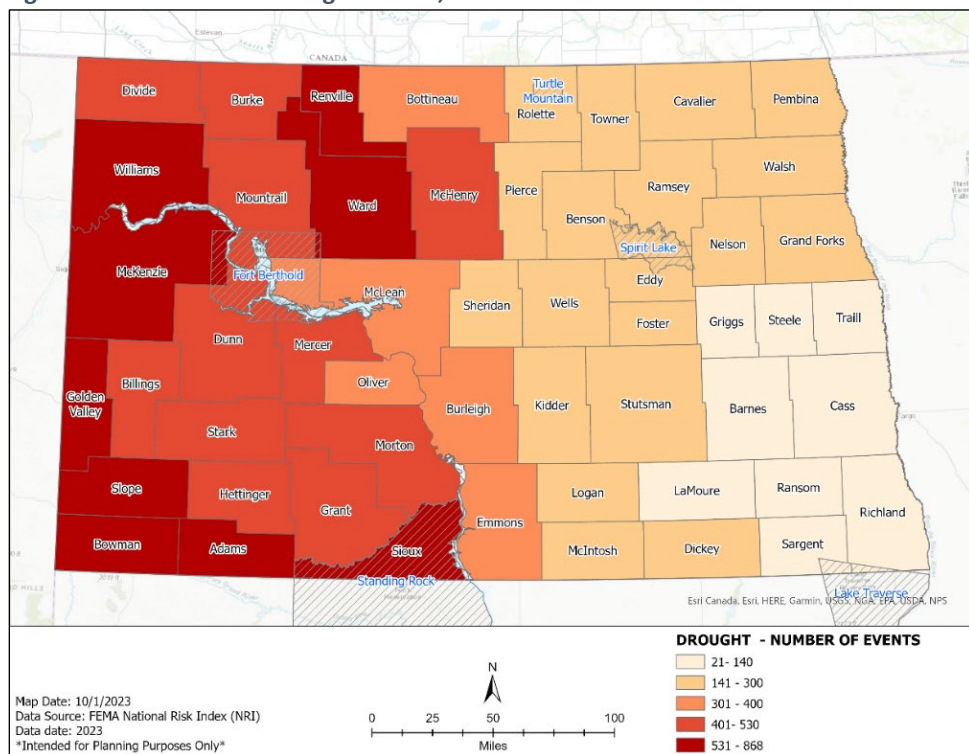 CANADA
Estevan
Divide
Burke
Renville
Bottineau
Turtle
Mountain
Rolette
Towner
Cavalier
Pembina
Williams
Mountrail
Ward
McHenry
Pierce
Benson
Ramsey
Walsh
Spirit Lake
Nelson
Grand Forks
McKenzie
Fort Berthold
McLean
Sheridan
Wells
Eddy
Foster
Griggs
Steele
Traill
Dunn
Mercer
Oliver
Golden
Valley
Billings
Stark
Morton
Burleigh
Kidder
Stutsman
Barnes
Cass
Slope
Hettinger
Grant
Emmons
Logan
LaMoure
Ransom
Richland
Bowman
Adams
Sioux
Standing Rock
McIntosh
Dickey
Sargent
Lake Traverse
Esri Canada, Esri, HERE, Garmin, USGS, NGA, EPA, USDA, NPS
DROUGHT - NUMBER OF EVENTS
21- 140
141 - 300
301 - 400
401- 530
531 - 868
N
0 25 50 100
Miles
Map Date: 10/1/2023
Data Source: FEMA National Risk Index (NRI)
Data date: 2023
*Intended for Planning Purposes Only*